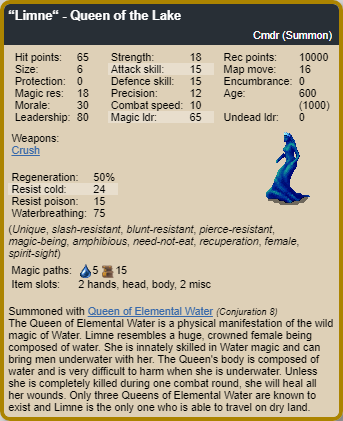 “Limne“ - Queen of the Lake
Cmdr (Summon)
Hit points: 65 Strength: 18 Rec points: 10000
Size: 6 Attack skill: 15 Map move: 16
Protection: 0 Defence skill: 15 Encumbrance: 0
Magic res: 18 Precision: 12 Age: 600
Morale: 30 Combat speed: 10 (1000)
Leadership: 80 Magic ldr: 65 Undead ldr: 0
Weapons:
Crush
Regeneration: 50%
Resist cold: 24
Resist poison: 15
Waterbreathing: 75
(Unique, slash-resistant, blunt-resistant, pierce-resistant,
magic-being, amphibious, need-not-eat, recuperation, female,
spirit-sight)
Magic paths: 5 15
Item slots: 2 hands, head, body, 2 misc
Summoned with Queen of Elemental Water (Conjuration 8)
The Queen of Elemental Water is a physical manifestation of the wild
magic of Water. Limne resembles a huge, crowned female being
composed of water. She is innately skilled in Water magic and can
bring men underwater with her. The Queen's body is composed of
water and is very difficult to harm when she is underwater. Unless
she is completely killed during one combat round, she will heal all
her wounds. Only three Queens of Elemental Water are known to
exist and Limne is the only one who is able to travel on dry land.